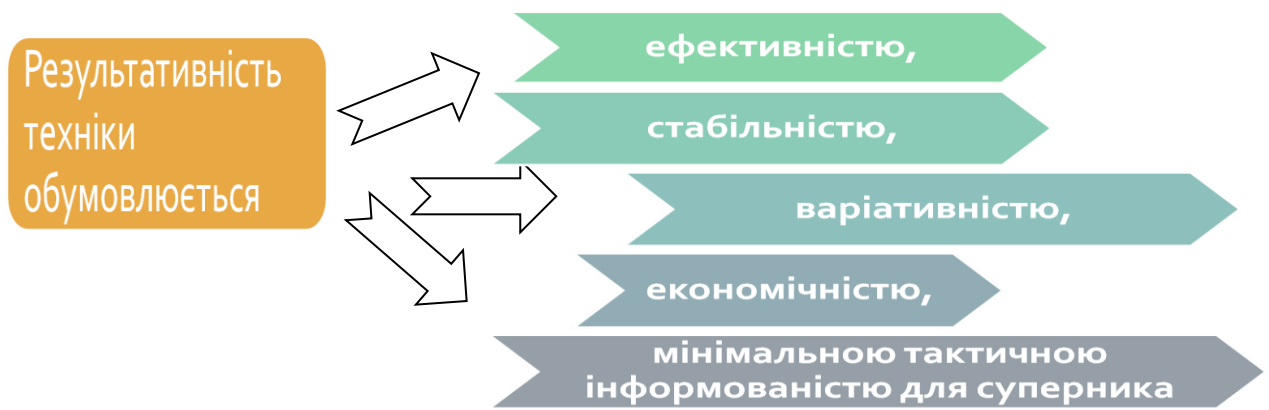 Результативність
техніки
обумовлюється
ефективністю,
стабільністю,
варіативністю,
економічністю,
мінімальною тактичною
інформованістю для суперника